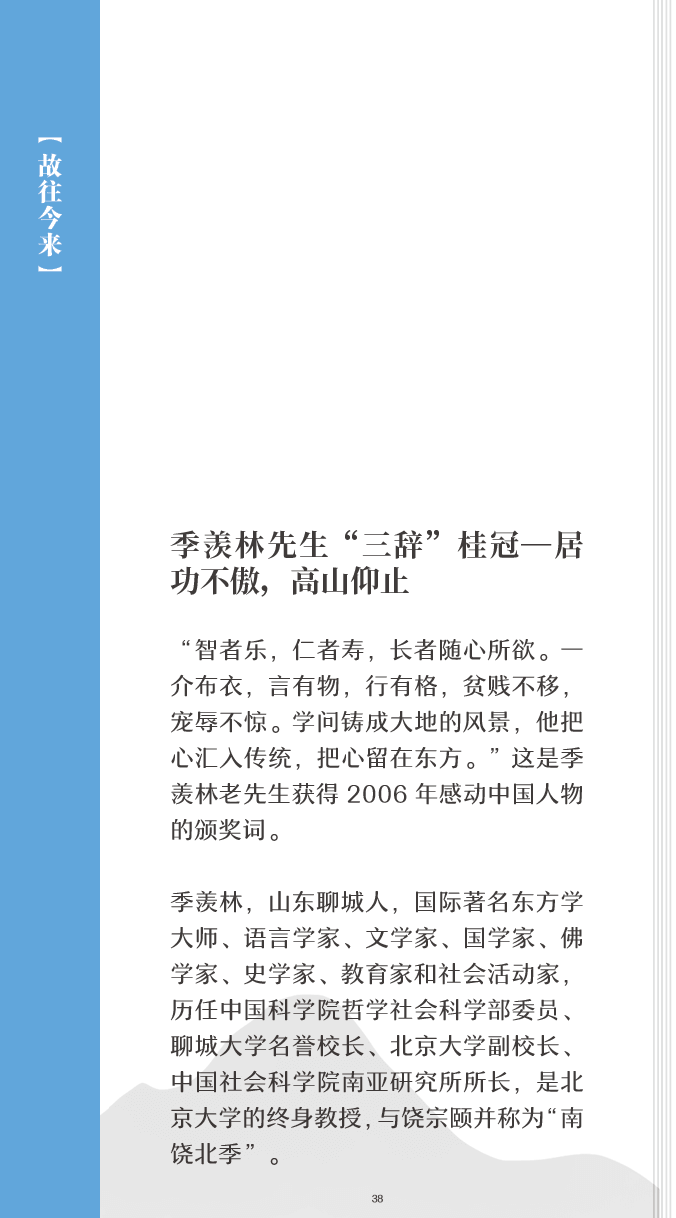 【故往今来】
季羡林先生“三辞”桂冠—居
功不傲，高山仰止
“智者乐，仁者寿，长者随心所欲。一
介布衣，言有物，行有格，贫贱不移，
宠辱不惊。学问铸成大地的风景，他把
心汇入传统，把心留在东方。”这是季
羡林老先生获得 2006 年感动中国人物
的颁奖词。
季羡林，山东聊城人，国际著名东方学
大师、语言学家、文学家、国学家、佛
学家、史学家、教育家和社会活动家，
历任中国科学院哲学社会科学部委员、
聊城大学名誉校长、北京大学副校长、
中国社会科学院南亚研究所所长，是北
京大学的终身教授，与饶宗颐并称为“南
饶北季”。
38